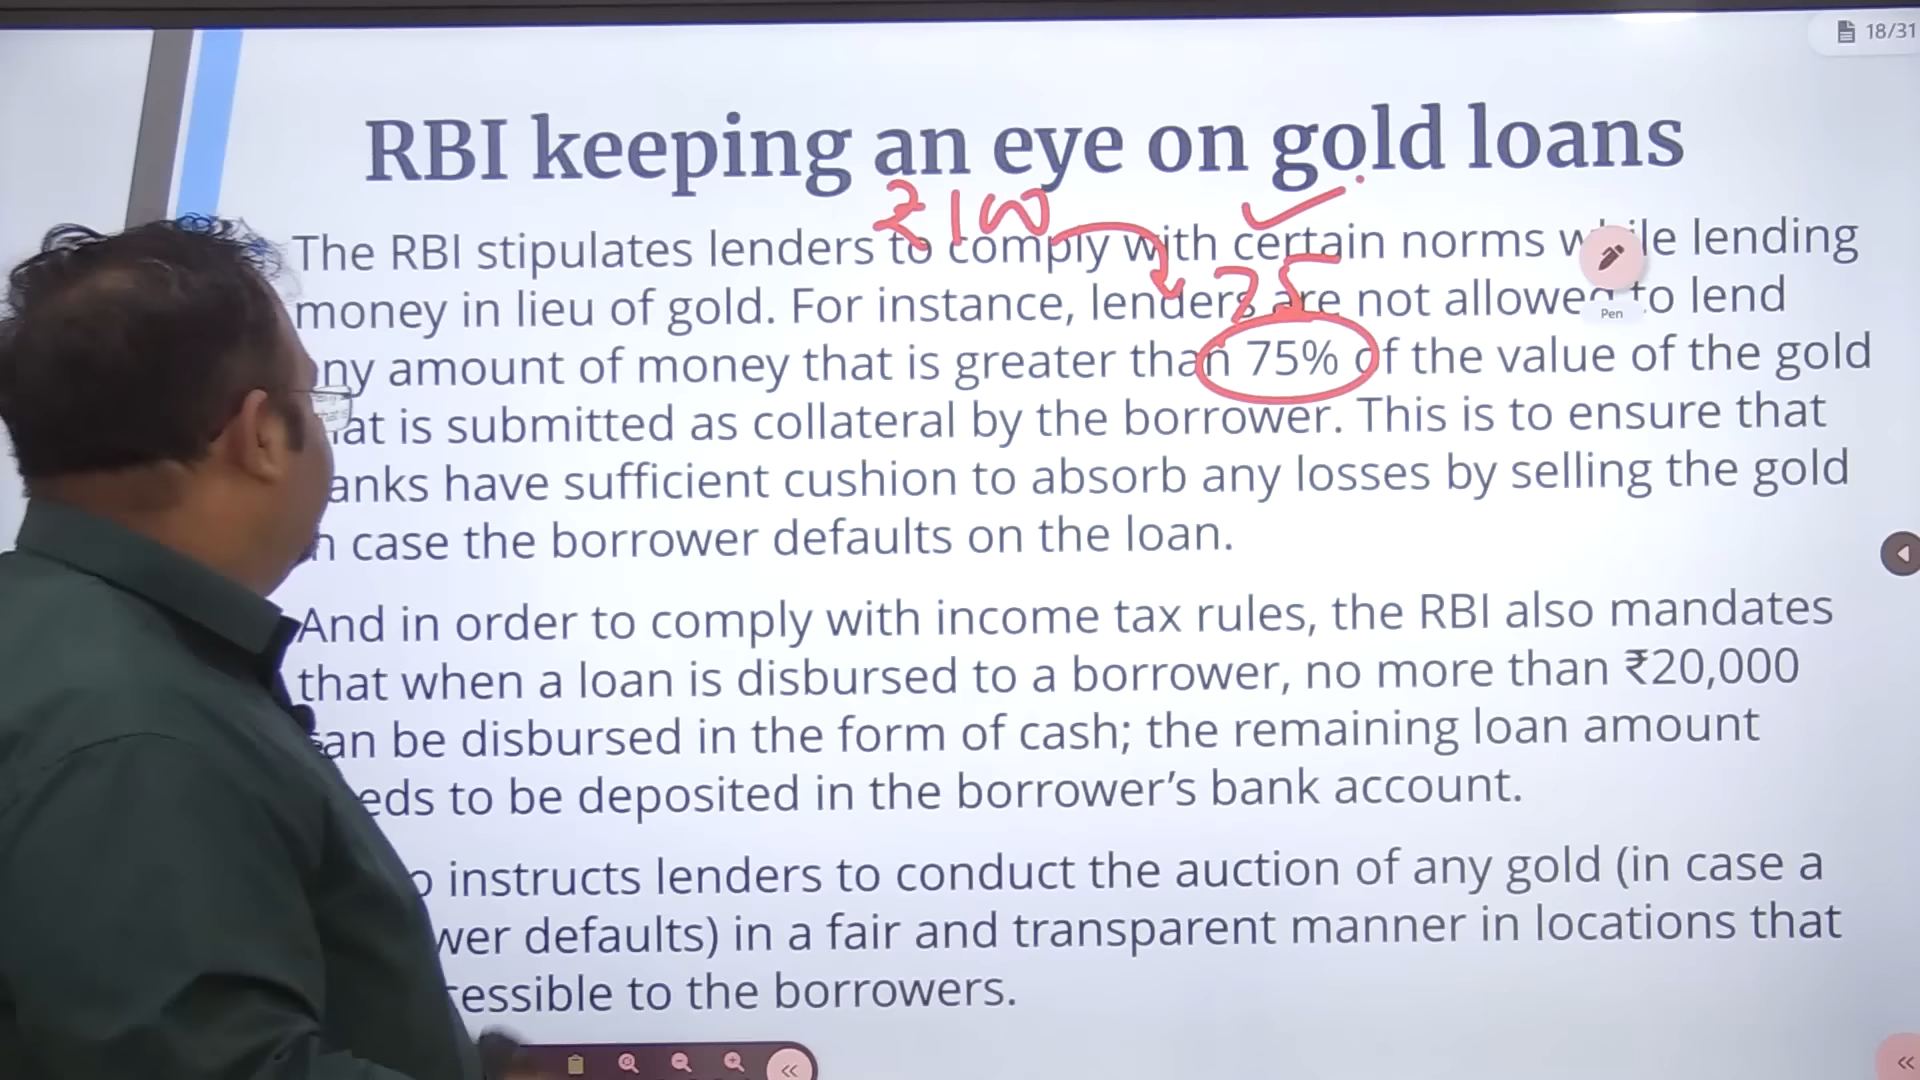 18/31
RBI keeping an eye on gold loans
₹100
The RBI stipulates lenders to comply with certain norms while lending
75
money in lieu of gold. For instance, lenders are not allowed to lend
Pen
any amount of money that is greater than 75% of the value of the gold
that is submitted as collateral by the borrower. This is to ensure that
banks have sufficient cushion to absorb any losses by selling the gold
in case the borrower defaults on the loan.
And in order to comply with income tax rules, the RBI also mandates
that when a loan is disbursed to a borrower, no more than ₹20,000
can be disbursed in the form of cash; the remaining loan amount
needs to be deposited in the borrower’s bank account.
instructs lenders to conduct the auction of any gold (in case a
defaults) in a fair and transparent manner in locations that
to the borrowers.